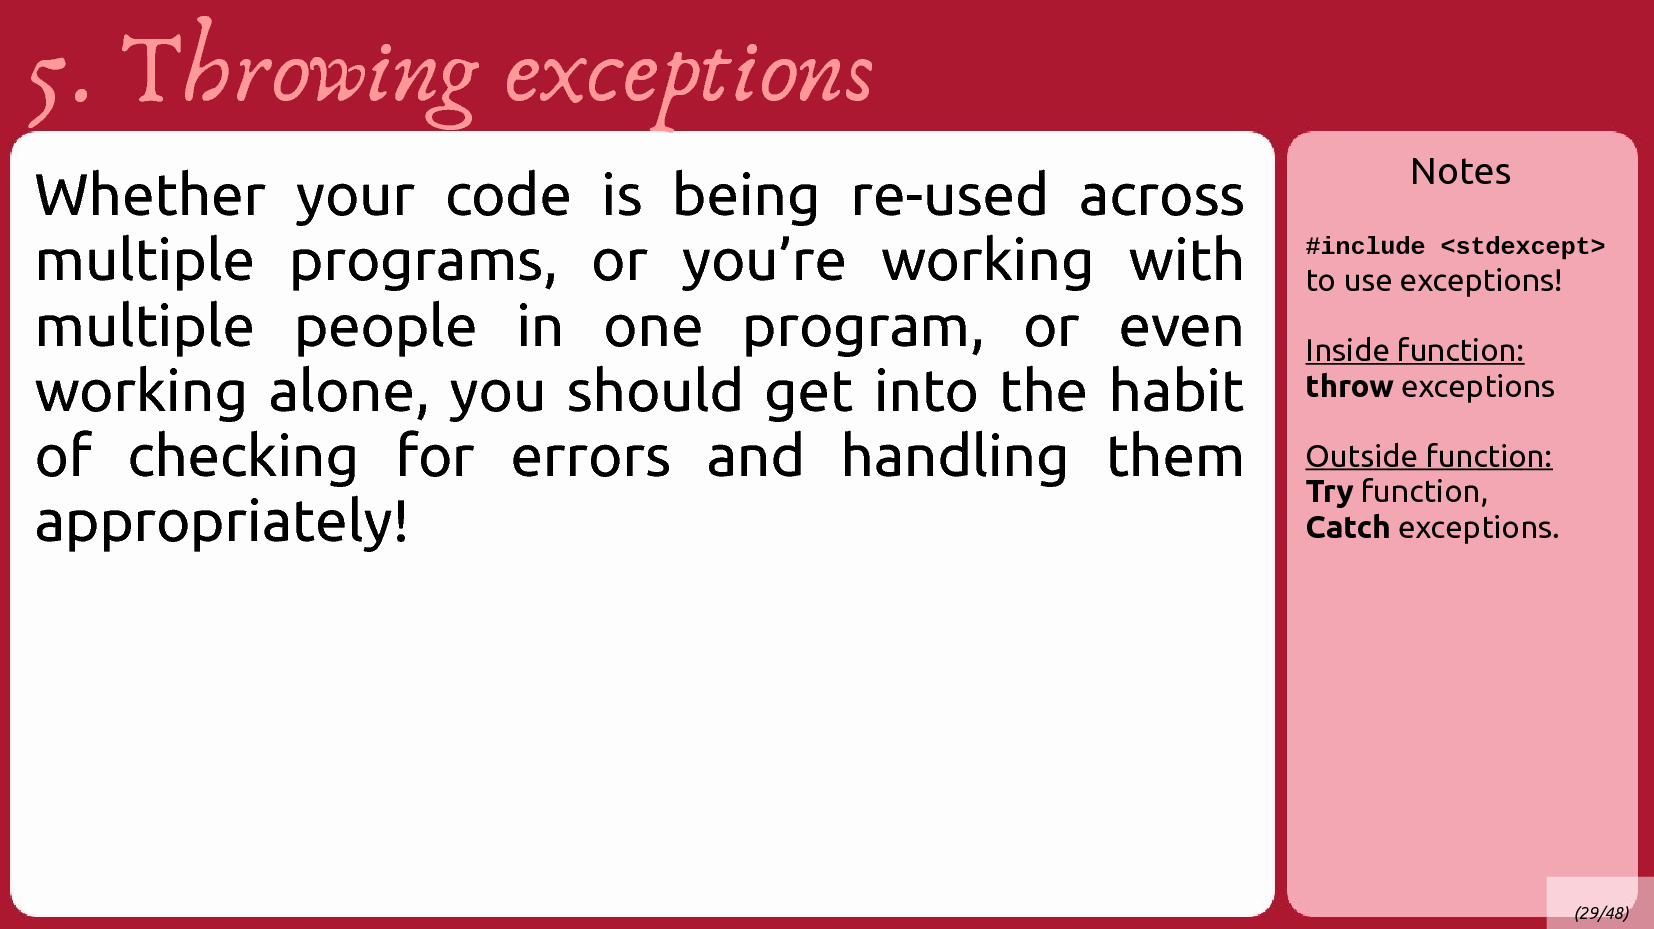 5. Throwing exceptions
Whether your code is being re-used across
multiple programs, or you’re working with
multiple people in one program, or even
working alone, you should get into the habit
of checking for errors and handling them
appropriately!
Notes
#include <stdexcept>
to use exceptions!
Inside function:
throw exceptions
Outside function:
Try function,
Catch exceptions.
(29/48)